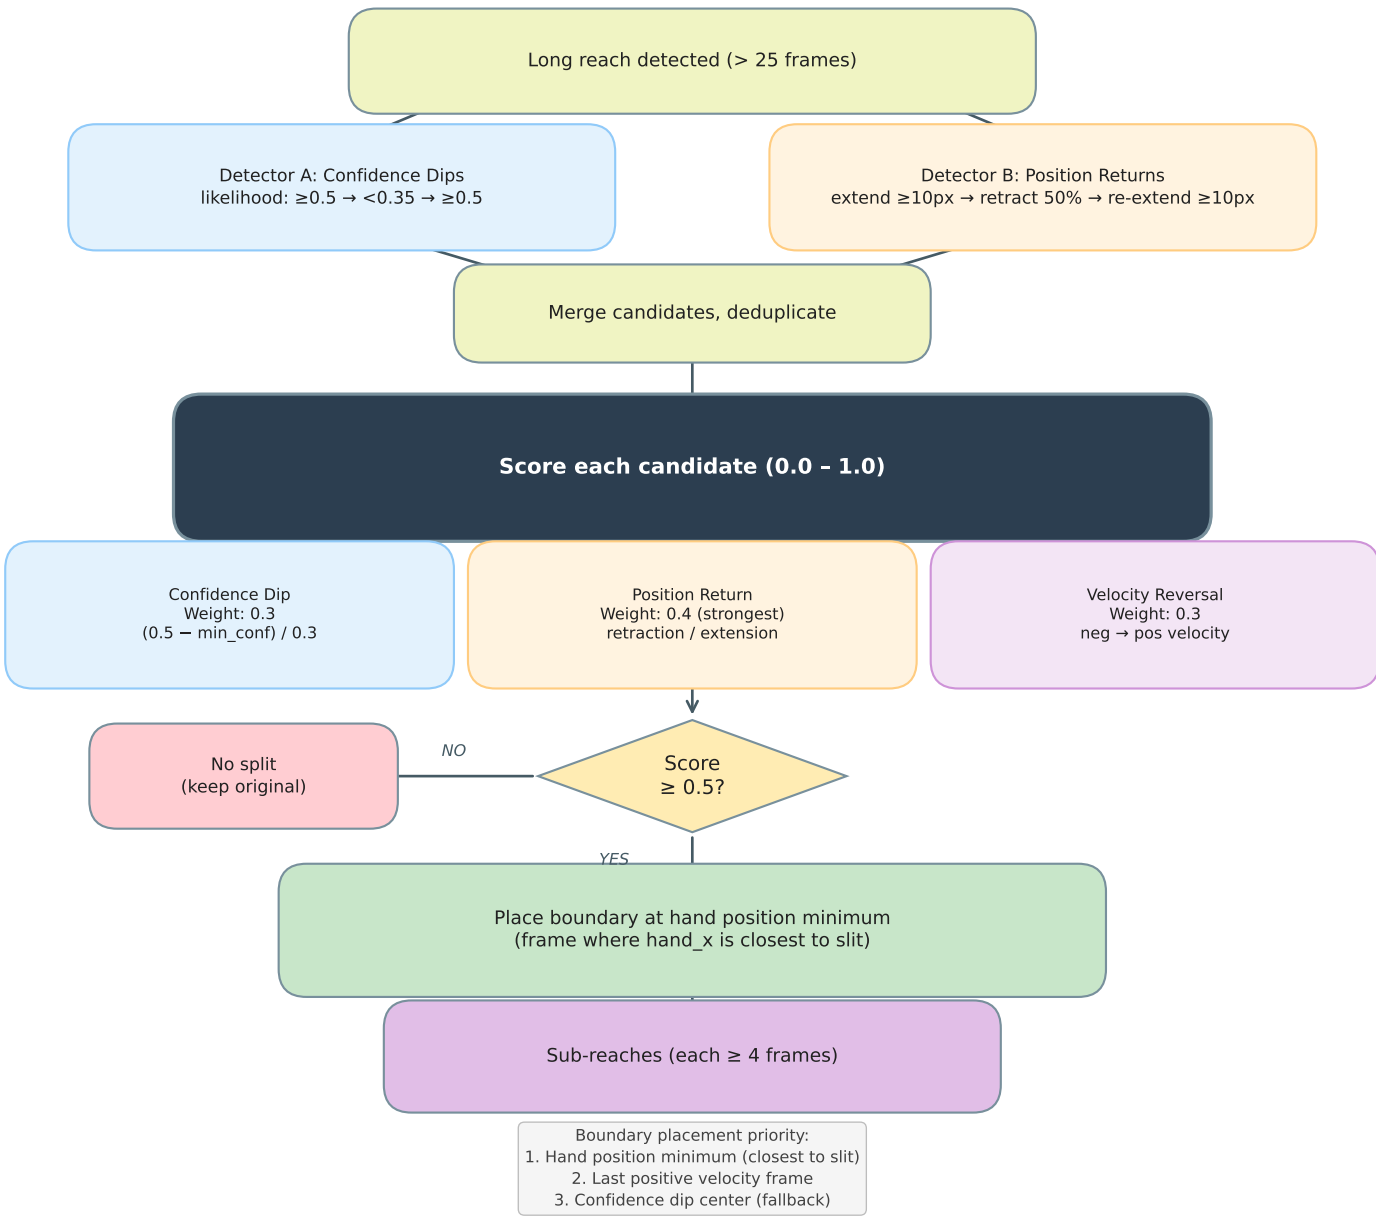 Long reach detected (> 25 frames)
Detector A: Confidence Dips
likelihood: ≥0.5 → <0.35 → ≥0.5
Detector B: Position Returns
extend ≥10px → retract 50% → re-extend ≥10px
Merge candidates, deduplicate
Score each candidate (0.0 – 1.0)
Confidence Dip
Weight: 0.3
(0.5 − min_conf) / 0.3
Position Return
Weight: 0.4 (strongest)
retraction / extension
Velocity Reversal
Weight: 0.3
neg → pos velocity
No split
(keep original)
NO
Score
≥ 0.5?
YES
Place boundary at hand position minimum
(frame where hand_x is closest to slit)
Sub-reaches (each ≥ 4 frames)
Boundary placement priority:
1. Hand position minimum (closest to slit)
2. Last positive velocity frame
3. Confidence dip center (fallback)